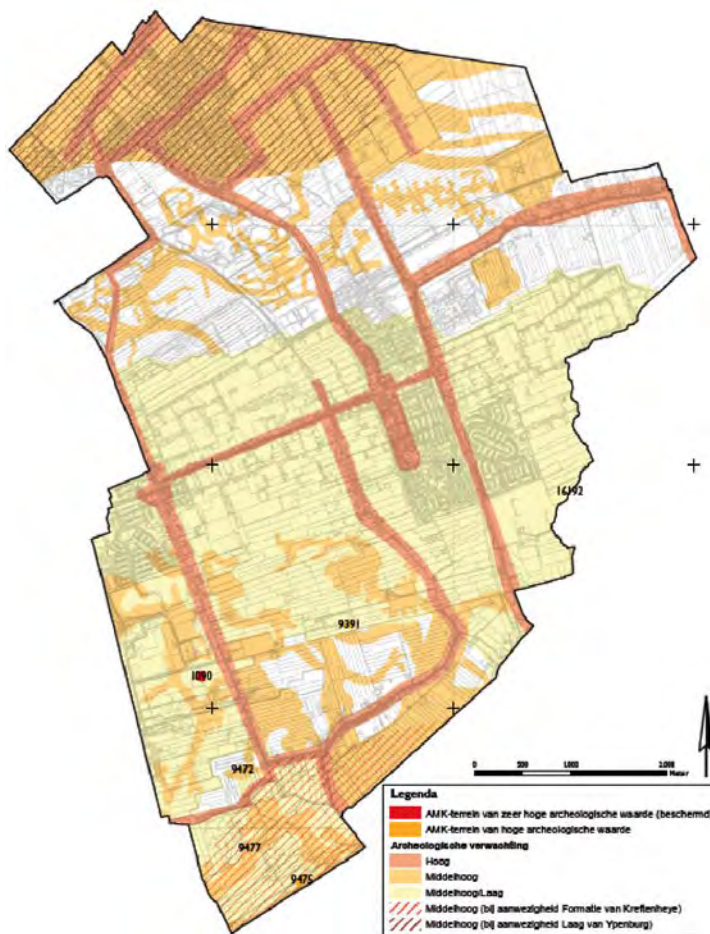 16192
9391
1090
9472
9477
9475
0 500 1.000 2.000
Meter
Legenda
AMK-terrein van zeer hoge archeologische waarde (beschermd)
AMK-terrein van hoge archeologische waarde
Archeologische verwachting
Hoog
Middelhoog
Middelhoog/Laag
Middelhoog (bij aanwezigheid Formatie van Kreftenheye)
Middelhoog (bij aanwezigheid Laag van Ypenburg)